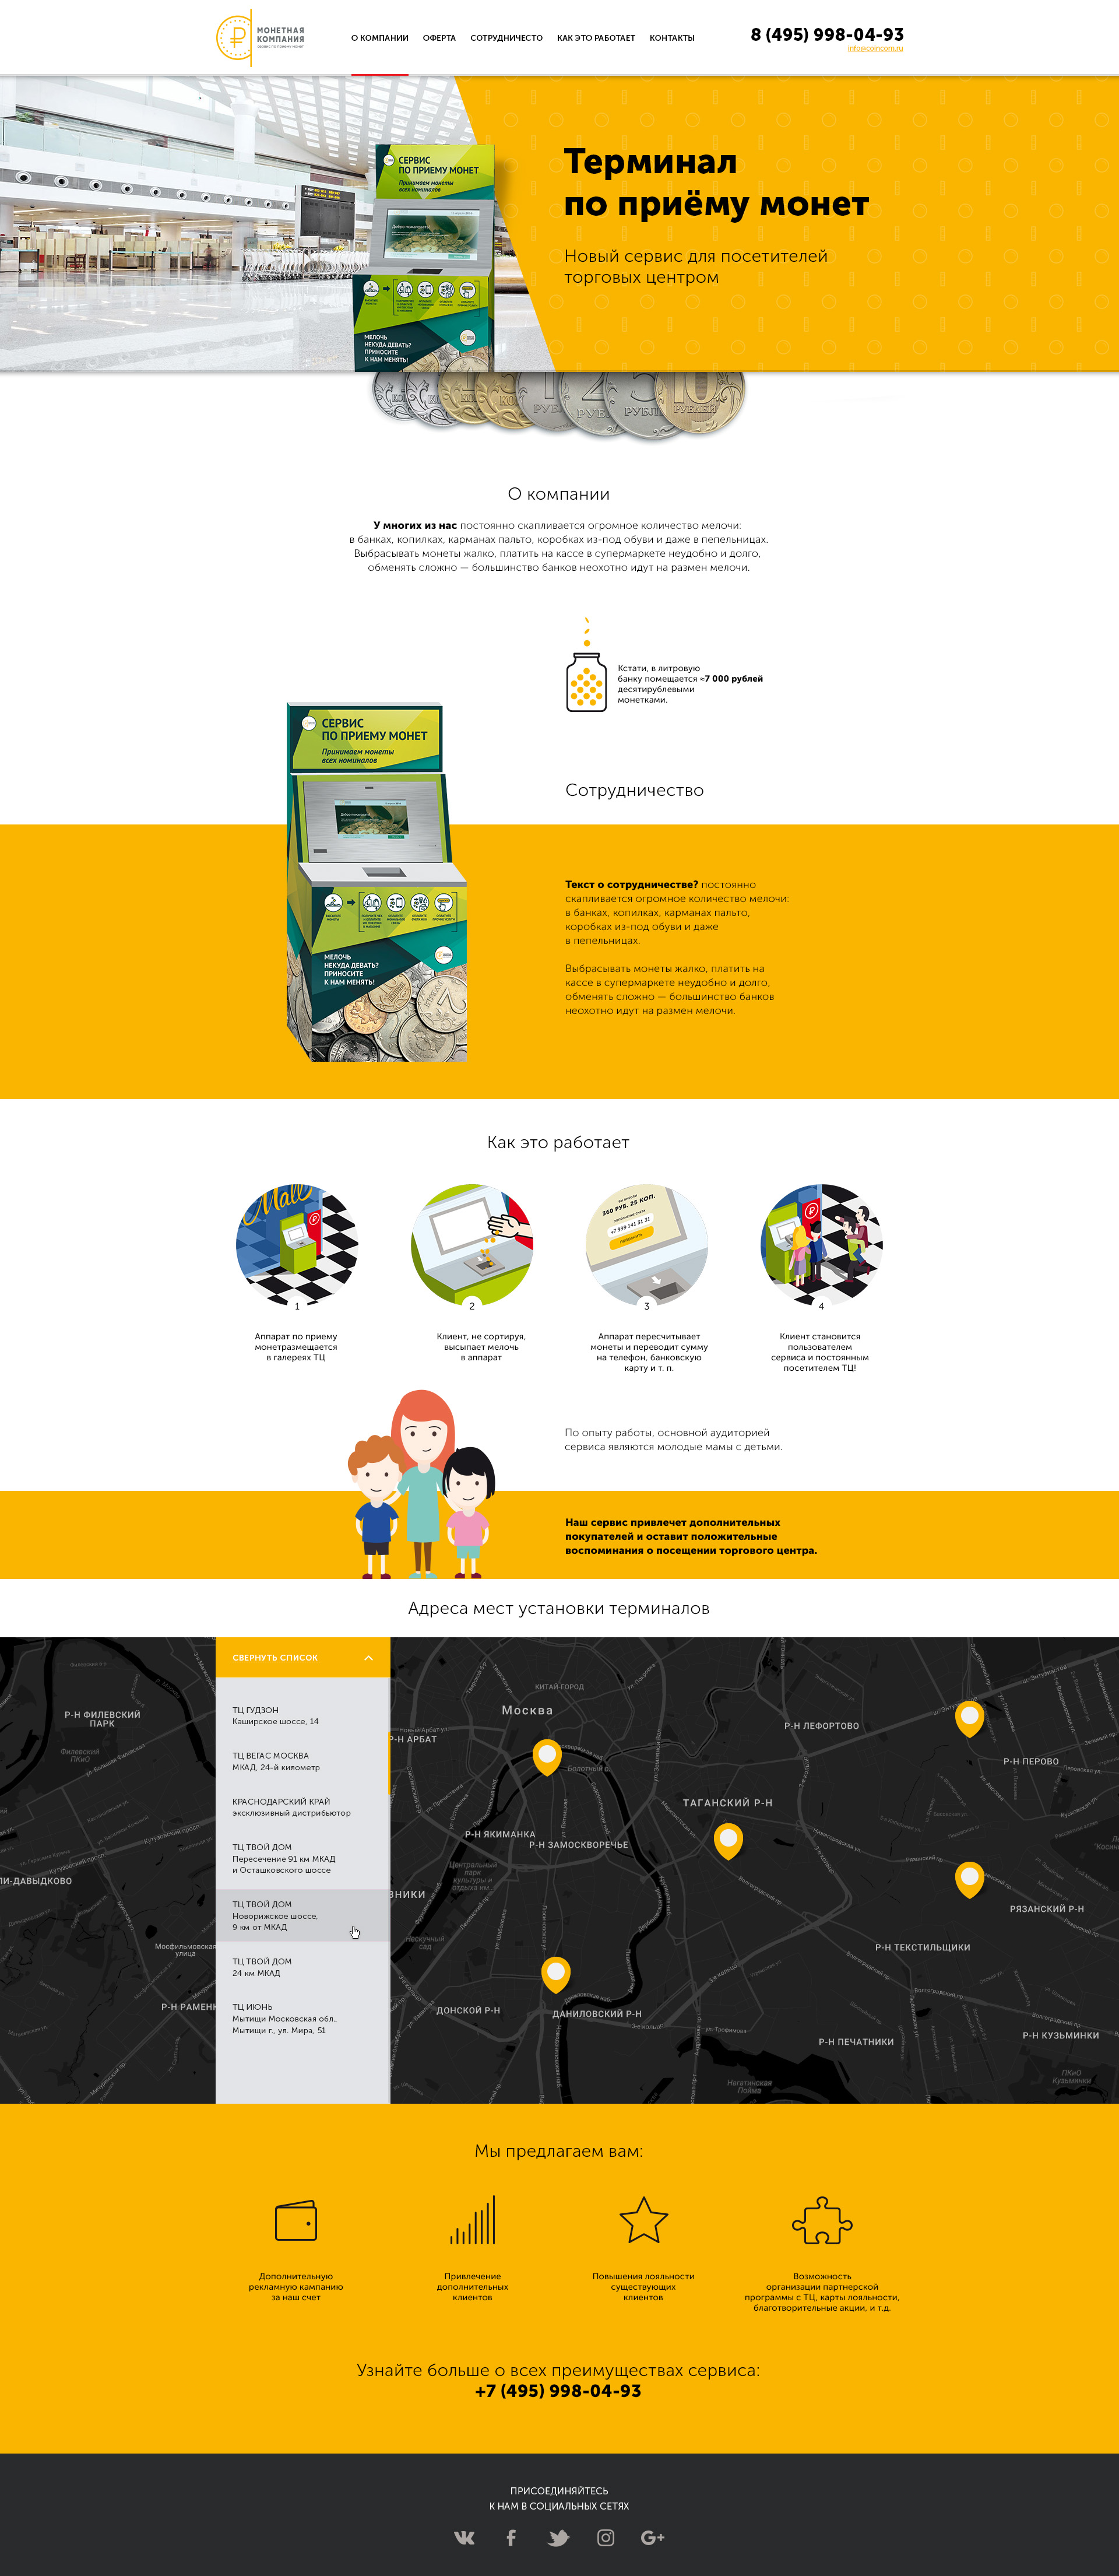 МОНЕТНАЯ
КОМПАНИЯ
сервис по приему монет
О КОМПАНИИ
ОФЕРТА
СОТРУДНИЧЕСТО
КАК ЭТО РАБОТАЕТ
КОНТАКТЫ
8 (495) 998-04-93
info@coincom.ru
СЕРВИС
ПО ПРИЕМУ МОНЕТ
Принимаем монеты
всех номиналов
МЕЛОЧЬ
НЕКУДА ДЕВАТЬ?
ПРИНОСИТЕ
К НАМ МЕНЯТЬ!
Терминал
по приёму монет
Новый сервис для посетителей
торговых центром
О компании
У многих из нас постоянно скапливается огромное количество мелочи:
в банках, копилках, карманах пальто, коробках из-под обуви и даже в пепельницах.
Выбрасывать монеты жалко, платить на кассе в супермаркете неудобно и долго,
обменять сложно — большинство банков неохотно идут на размен мелочи.
Кстати, в литровую
банку помещается ≈7 000 рублей
десятирублевыми
монетками.
СЕРВИС
ПО ПРИЕМУ МОНЕТ
Принимаем монеты
всех номиналов
МЕЛОЧЬ
НЕКУДА ДЕВАТЬ?
ПРИНОСИТЕ
К НАМ МЕНЯТЬ!
Сотрудничество
Текст о сотрудничестве? постоянно
скапливается огромное количество мелочи:
в банках, копилках, карманах пальто,
коробках из-под обуви и даже
в пепельницах.
Выбрасывать монеты жалко, платить на
кассе в супермаркете неудобно и долго,
обменять сложно — большинство банков
неохотно идут на размен мелочи.
Как это работает
Mall
360 РУБ. 25 КОП.
+7 999 141 31 31
1
2
3
4
Аппарат по приему
монетразмещается
в галереях ТЦ
Клиент, не сортируя,
высыпает мелочь
в аппарат
Аппарат пересчитывает
монеты и переводит сумму
на телефон, банковскую
карту и т. п.
Клиент становится
пользователем
сервиса и постоянным
посетителем ТЦ!
По опыту работы, основной аудиторией
сервиса являются молодые мамы с детьми.
Наш сервис привлечет дополнительных
покупателей и оставит положительные
воспоминания о посещении торгового центра.
Адреса мест установки терминалов
СВЕРНУТЬ СПИСОК
ТЦ ГУДЗОН
Каширское шоссе, 14
ТЦ ВЕГАС МОСКВА
МКАД, 24-й километр
КРАСНОДАРСКИЙ КРАЙ
эксклюзивный дистрибьютор
ТЦ ТВОЙ ДОМ
Пересечение 91 км МКАД
и Осташковского шоссе
ТЦ ТВОЙ ДОМ
Новорижское шоссе,
9 км от МКАД
ТЦ ТВОЙ ДОМ
24 км МКАД
ТЦ ИЮНЬ
Мытищи Московская обл.,
Мытищи г., ул. Мира, 51
Р-Н ФИЛЕВСКИЙ
ПАРК
Филевский
ПКиО
Кутузовский просп.
ЛИ-ДАВЫДКОВО
Мосфильмовская
улица
Р-Н РАМЕНК
КИТАЙ-ГОРОД
Москва
Новый Арбат ул.
Р-Н АРБАТ
Болотный о.
Р-Н ЛЕФОРТОВО
Р-Н ПЕРОВО
ТАГАНСКИЙ Р-Н
Р-Н ЯКИМАНКА
Р-Н ЗАМОСКВОРЕЧЬЕ
Центральный
парк
культуры и
отдыха им.
ВНИКИ
Нескучный
сад
РЯЗАНСКИЙ Р-Н
Р-Н ТЕКСТИЛЬЩИКИ
ДОНСКОЙ Р-Н
ДАНИЛОВСКИЙ Р-Н
Р-Н ПЕЧАТНИКИ
Р-Н КУЗЬМИНКИ
Нагатинская
Пойма
ПКиО
Кузьминки
Мы предлагаем вам:
Дополнительную
рекламную кампанию
за наш счет
Привлечение
дополнительных
клиентов
Повышения лояльности
существующих
клиентов
Возможность
организации партнерской
программы с ТЦ, карты лояльности,
благотворительные акции, и т.д.
Узнайте больше о всех преимуществах сервиса:
+7 (495) 998-04-93
ПРИСОЕДИНЯЙТЕСЬ
К НАМ В СОЦИАЛЬНЫХ СЕТЯХ